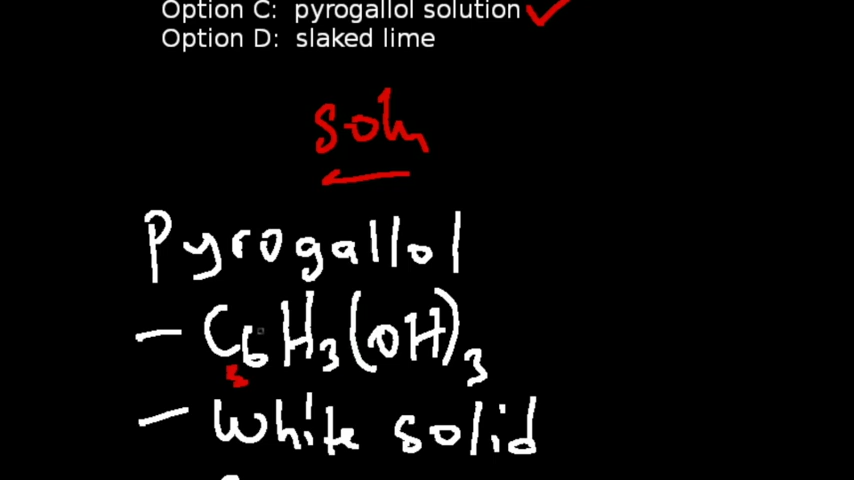 Option C: pyrogallol solution
Option D: slaked lime
soln
Pyrogallol
- C6H3(OH)3
- White solid